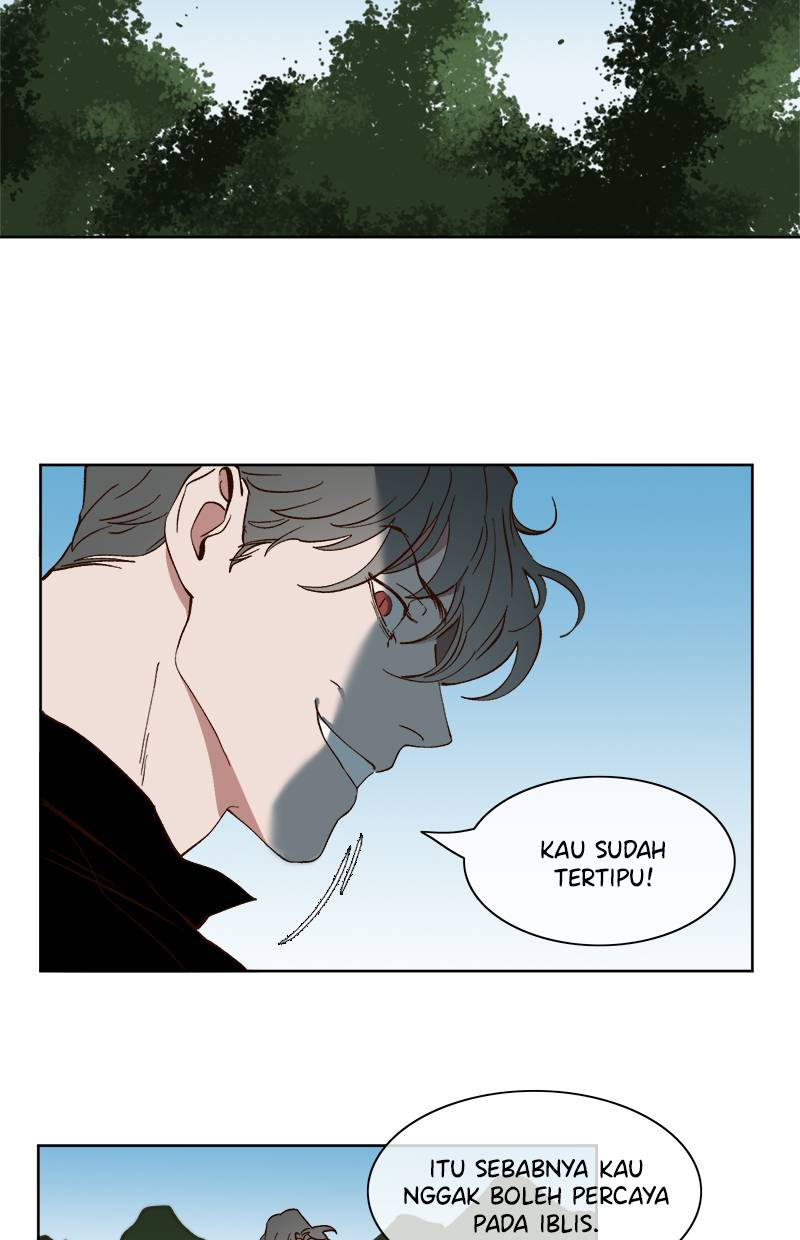 KAU SUDAH
TERTIPU!
ITU SEBABNYA KAU
NGGAK BOLEH PERCAYA
PADA IBLIS.